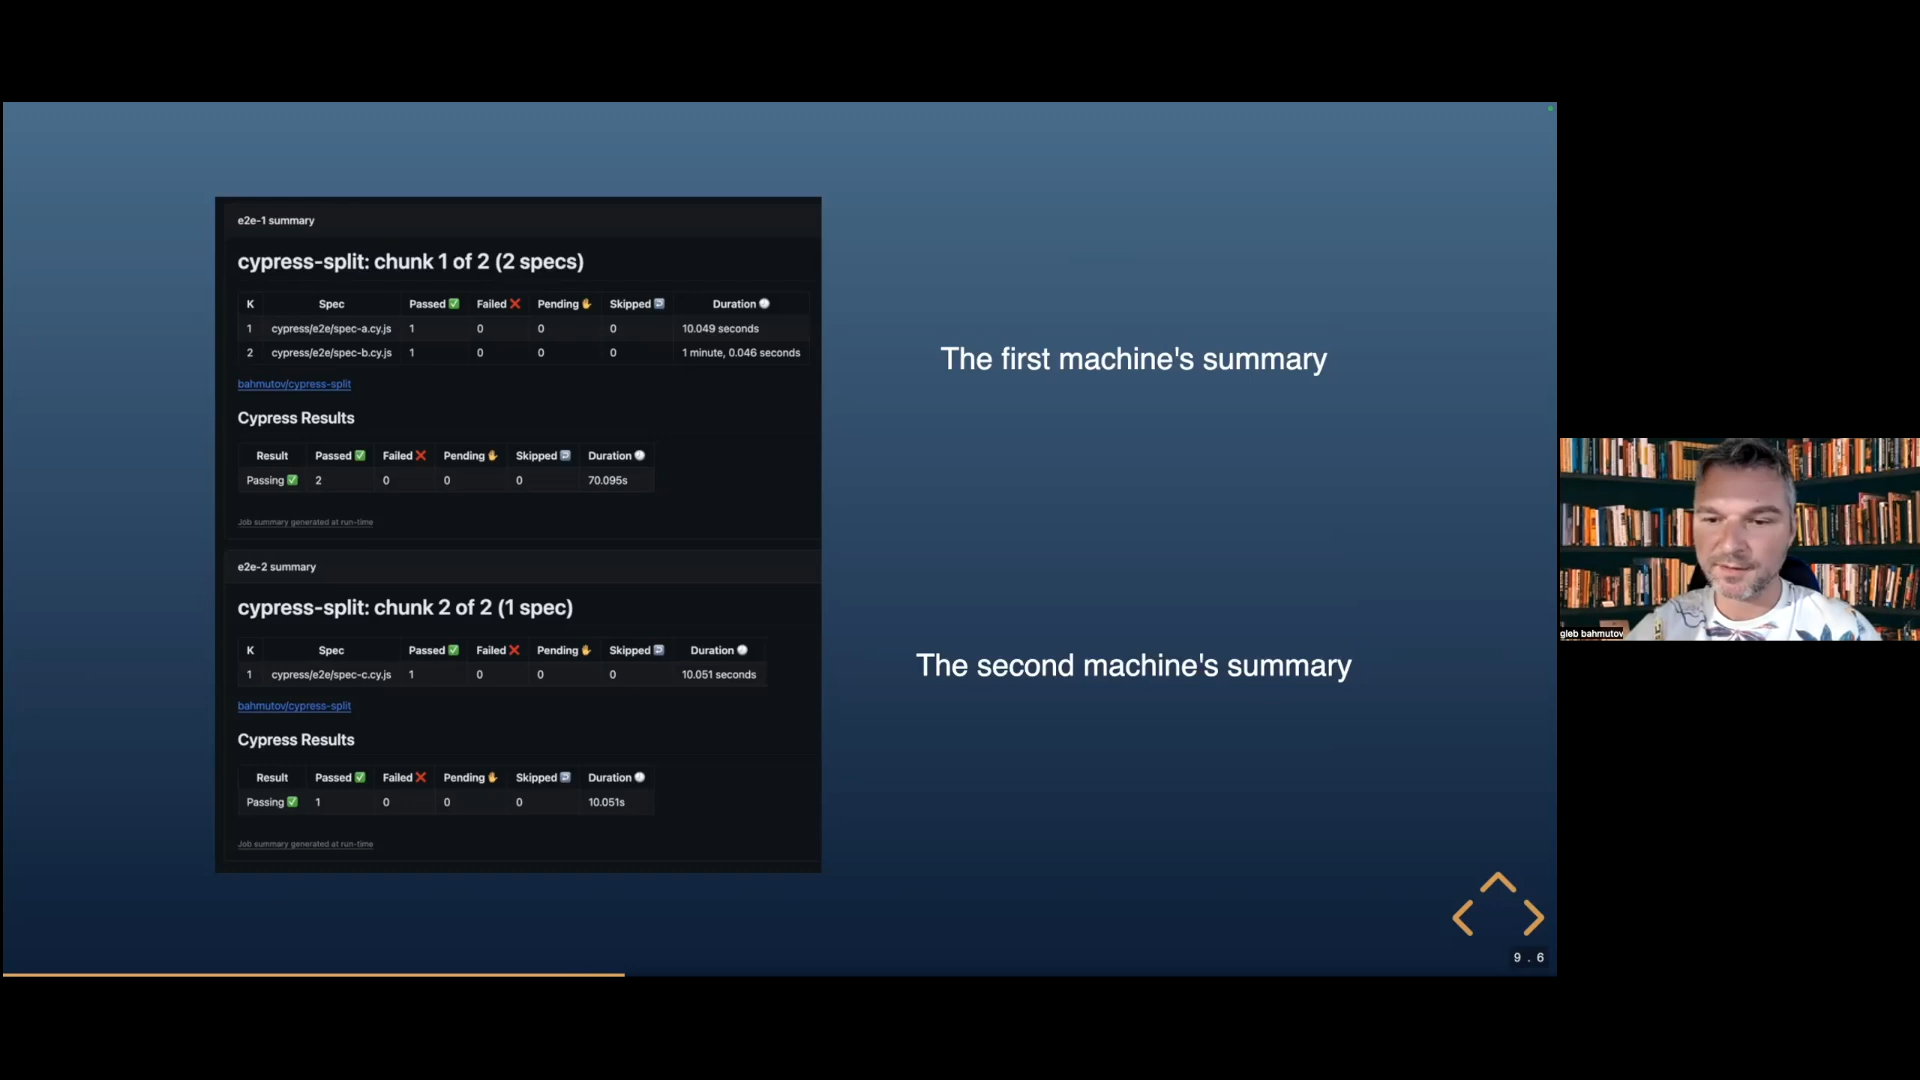 e2e-1 summary
cypress-split: chunk 1 of 2 (2 specs)
K Spec Passed ✅ Failed ❌ Pending ✋ Skipped ↩️ Duration 🕗
1 cypress/e2e/spec-a.cy.js 1 0 0 0 10.049 seconds
2 cypress/e2e/spec-b.cy.js 1 0 0 0 1 minute, 0.046 seconds
bahmutov/cypress-split
Cypress Results
Result Passed ✅ Failed ❌ Pending ✋ Skipped ↩️ Duration 🕗
Passing ✅ 2 0 0 0 70.095s
Job summary generated at run-time
The first machine's summary
e2e-2 summary
cypress-split: chunk 2 of 2 (1 spec)
K Spec Passed ✅ Failed ❌ Pending ✋ Skipped ↩️ Duration 🕗
1 cypress/e2e/spec-c.cy.js 1 0 0 0 10.051 seconds
bahmutov/cypress-split
Cypress Results
Result Passed ✅ Failed ❌ Pending ✋ Skipped ↩️ Duration 🕗
Passing ✅ 1 0 0 0 10.051s
Job summary generated at run-time
The second machine's summary
9 . 6
gleb bahmutov